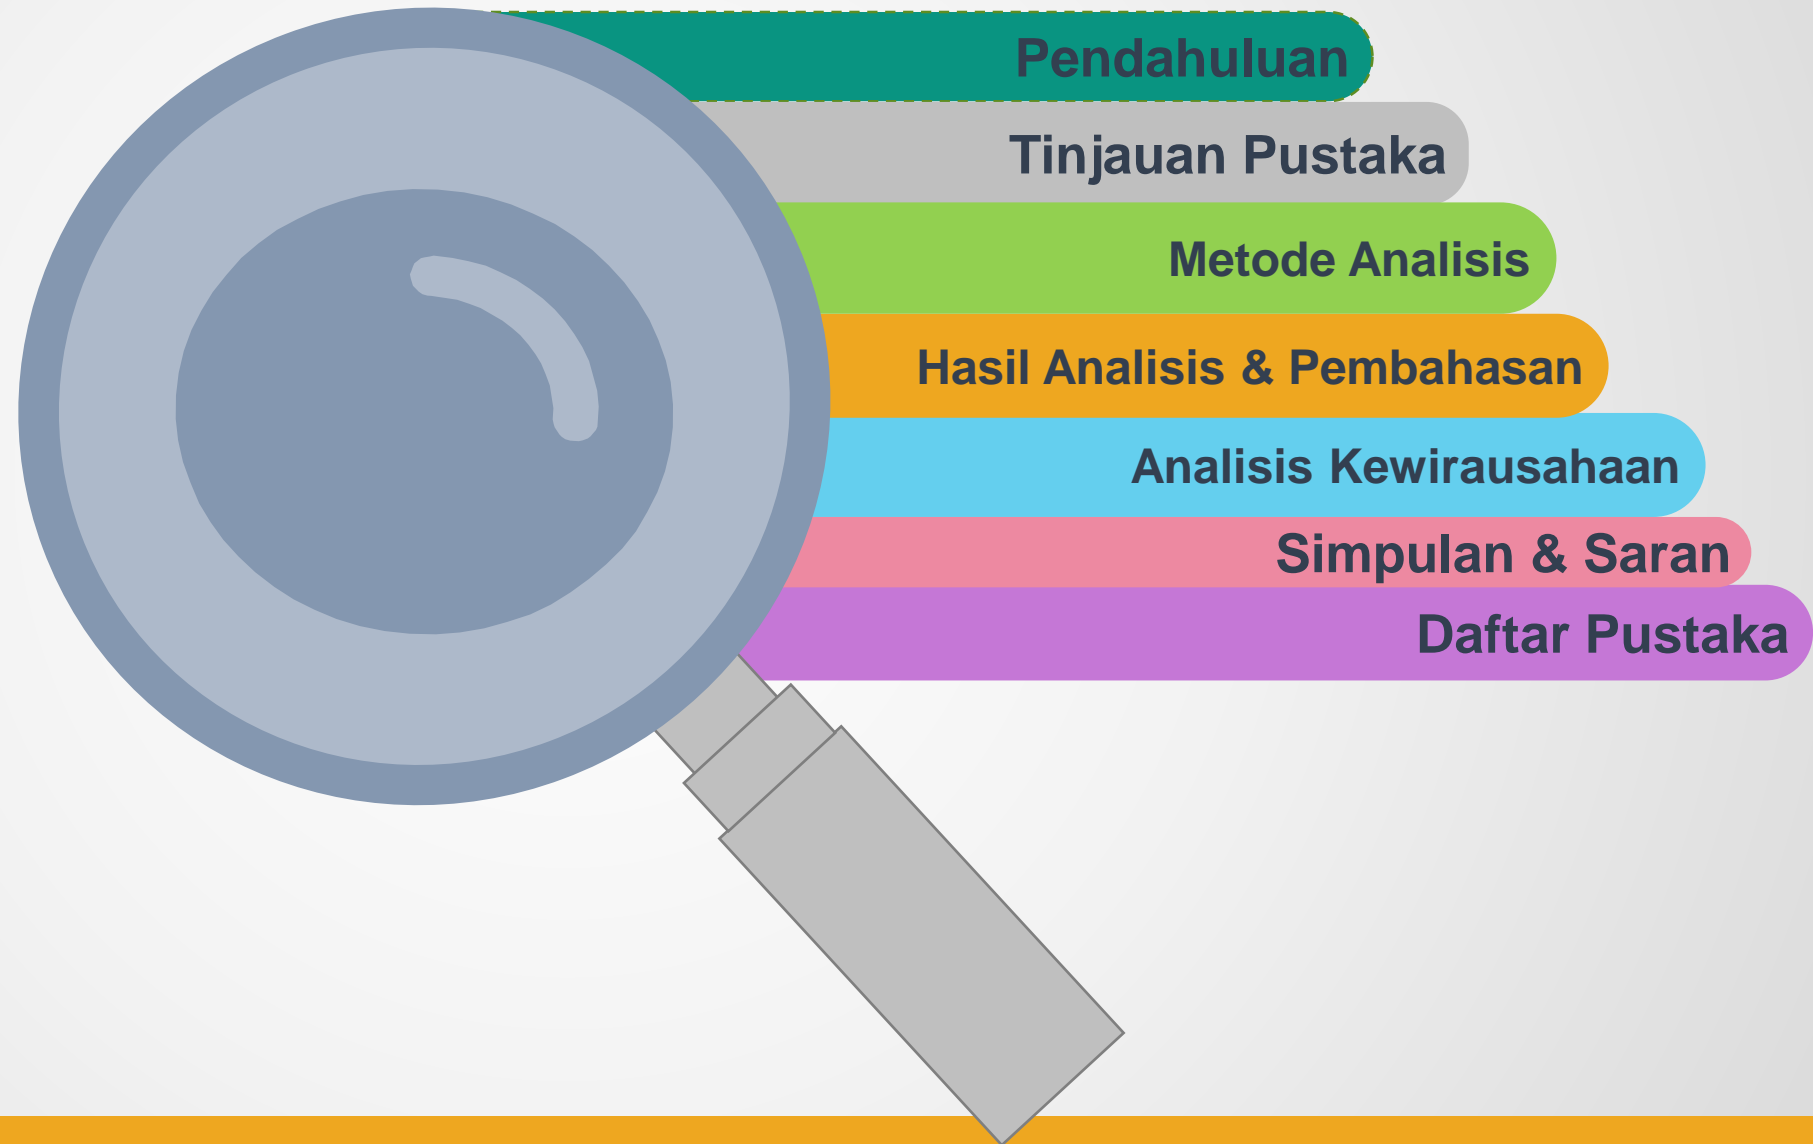 Pendahuluan
Tinjauan Pustaka
Metode Analisis
Hasil Analisis & Pembahasan
Analisis Kewirausahaan
Simpulan & Saran
Daftar Pustaka